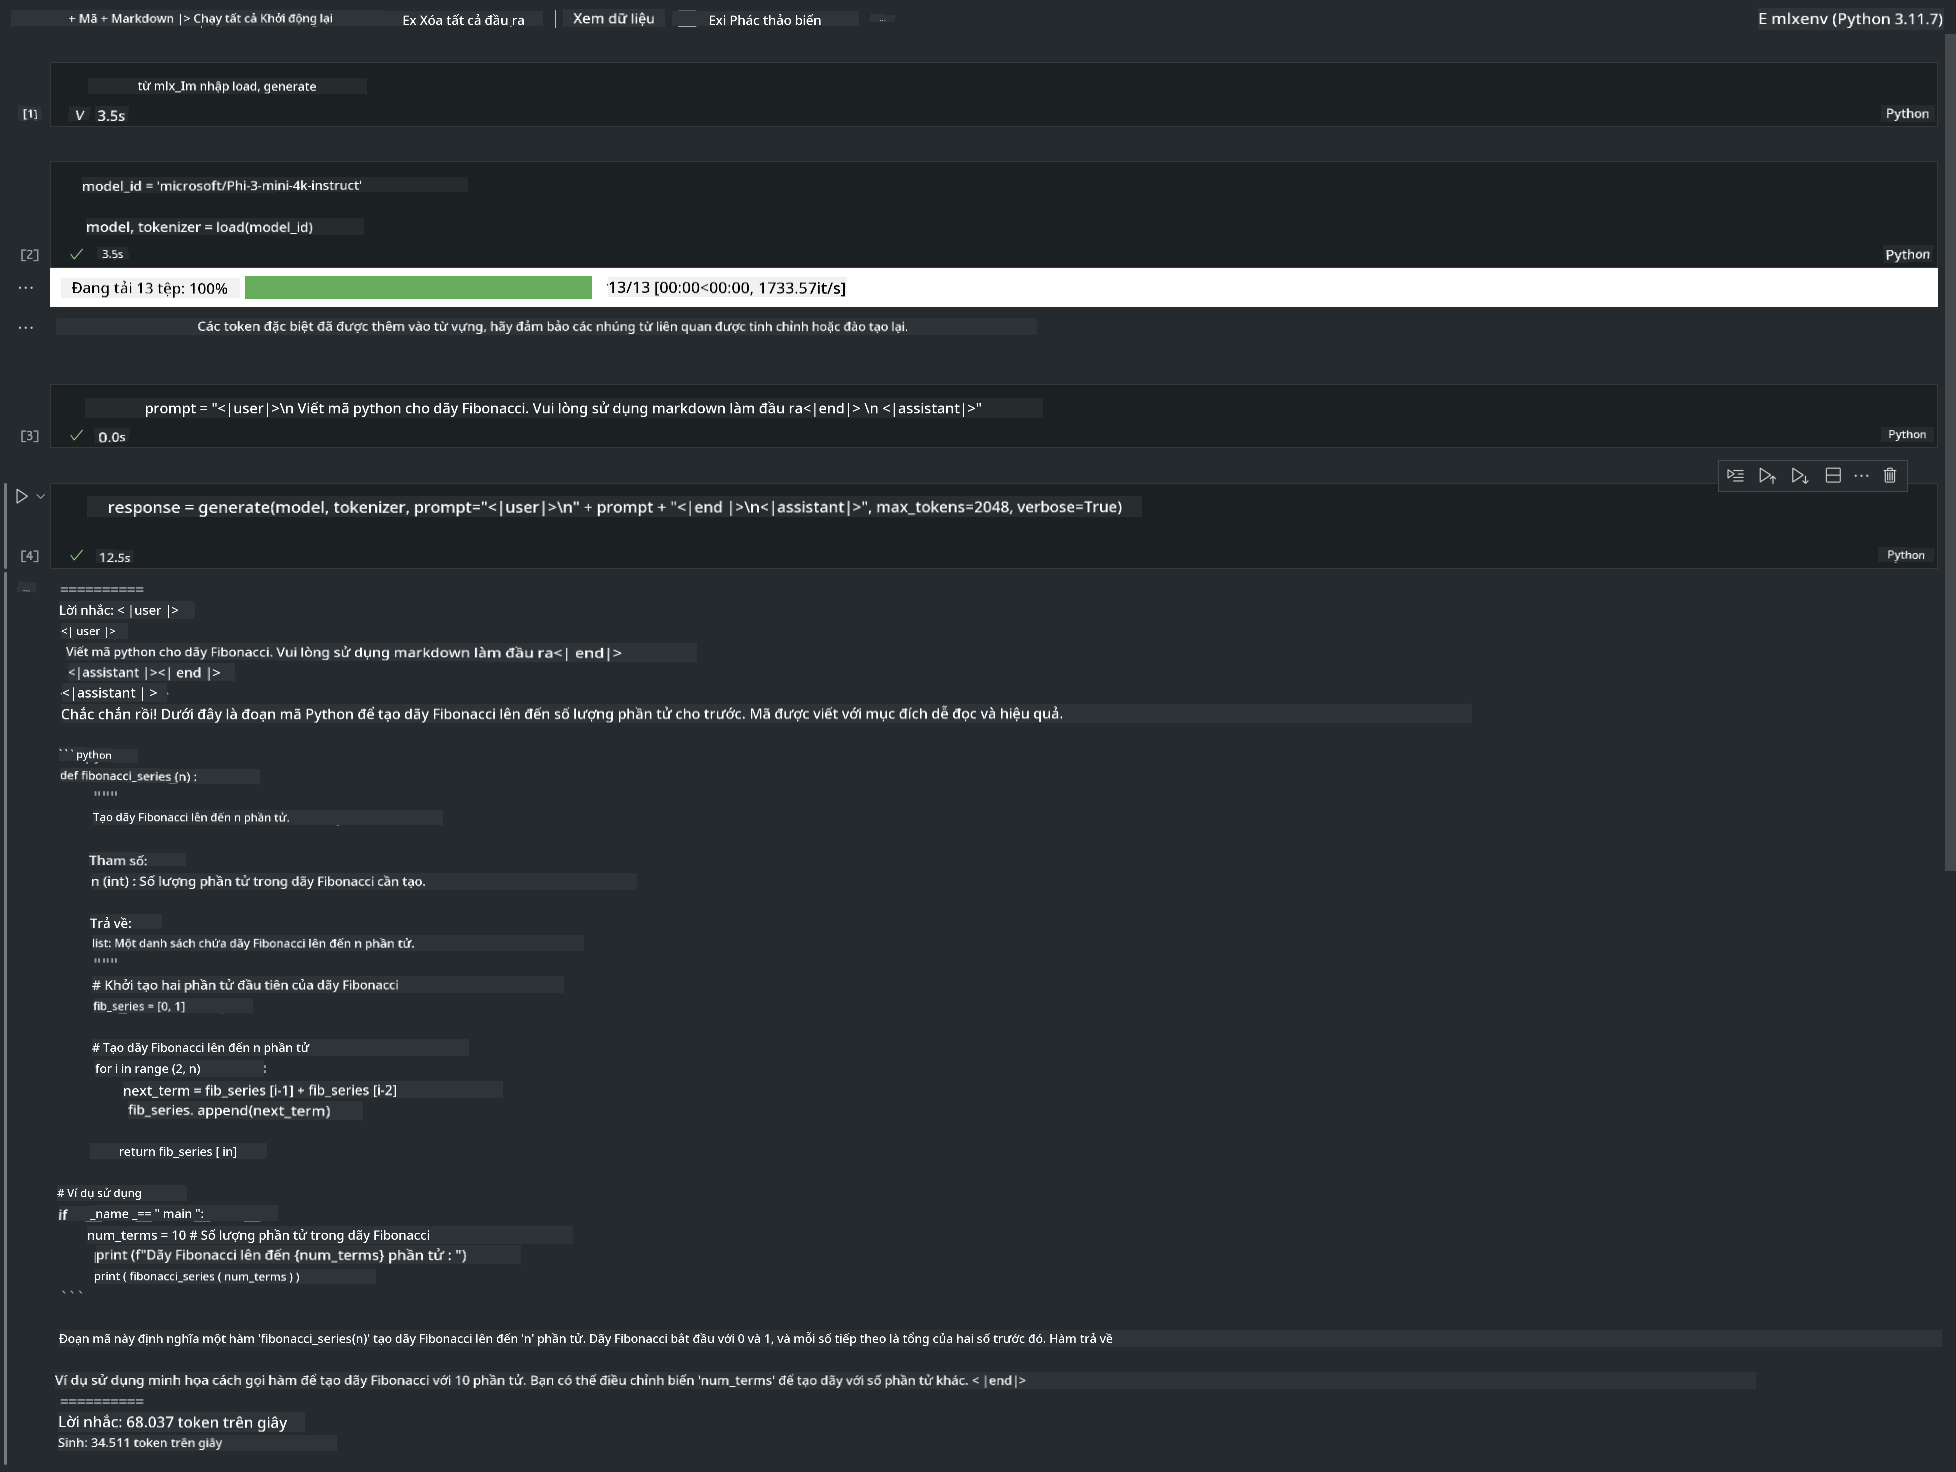 + Mã + Markdown |> Chạy tất cả Khởi động lại Ex Xóa tất cả đầu ra Xem dữ liệu Exi Phác thảo biến ... E mlxenv (Python 3.11.7)
từ mlx_Im nhập load, generate
[1] V 3.5s Python
model_id = 'microsoft/Phi-3-mini-4k-instruct'
model, tokenizer = load(model_id)
[2] ✓ 3.5s Python
... Đang tải 13 tệp: 100% 13/13 [00:00<00:00, 1733.57it/s]
... Các token đặc biệt đã được thêm vào từ vựng, hãy đảm bảo các nhúng từ liên quan được tinh chỉnh hoặc đào tạo lại.
prompt = "<|user|>\n Viết mã python cho dãy Fibonacci. Vui lòng sử dụng markdown làm đầu ra<|end|> \n <|assistant|>"
[3] ✓ 0.0s Python
response = generate(model, tokenizer, prompt="<|user|>\n" + prompt + "<|end |>\n<|assistant|>", max_tokens=2048, verbose=True)
[4] ✓ 12.5s Python
... ==========
Lời nhắc: < |user |>
<| user |>
Viết mã python cho dãy Fibonacci. Vui lòng sử dụng markdown làm đầu ra<| end|>
<|assistant |><| end |>
<|assistant | >
Chắc chắn rồi! Dưới đây là đoạn mã Python để tạo dãy Fibonacci lên đến số lượng phần tử cho trước. Mã được viết với mục đích dễ đọc và hiệu quả.
```python
def fibonacci_series (n) :
"""
Tạo dãy Fibonacci lên đến n phần tử.
Tham số:
n (int) : Số lượng phần tử trong dãy Fibonacci cần tạo.
Trả về:
list: Một danh sách chứa dãy Fibonacci lên đến n phần tử.
"""
# Khởi tạo hai phần tử đầu tiên của dãy Fibonacci
fib_series = [0, 1]
# Tạo dãy Fibonacci lên đến n phần tử
for i in range (2, n) :
next_term = fib_series [i-1] + fib_series [i-2]
fib_series. append(next_term)
return fib_series [ in]
# Ví dụ sử dụng
if _name _== " main ":
num_terms = 10 # Số lượng phần tử trong dãy Fibonacci
print (f"Dãy Fibonacci lên đến {num_terms} phần tử : ")
print ( fibonacci_series ( num_terms ) )
```
Đoạn mã này định nghĩa một hàm 'fibonacci_series(n)' tạo dãy Fibonacci lên đến 'n' phần tử. Dãy Fibonacci bắt đầu với 0 và 1, và mỗi số tiếp theo là tổng của hai số trước đó. Hàm trả về
Ví dụ sử dụng minh họa cách gọi hàm để tạo dãy Fibonacci với 10 phần tử. Bạn có thể điều chỉnh biến 'num_terms' để tạo dãy với số phần tử khác. < |end|>
==========
Lời nhắc: 68.037 token trên giây
Sinh: 34.511 token trên giây